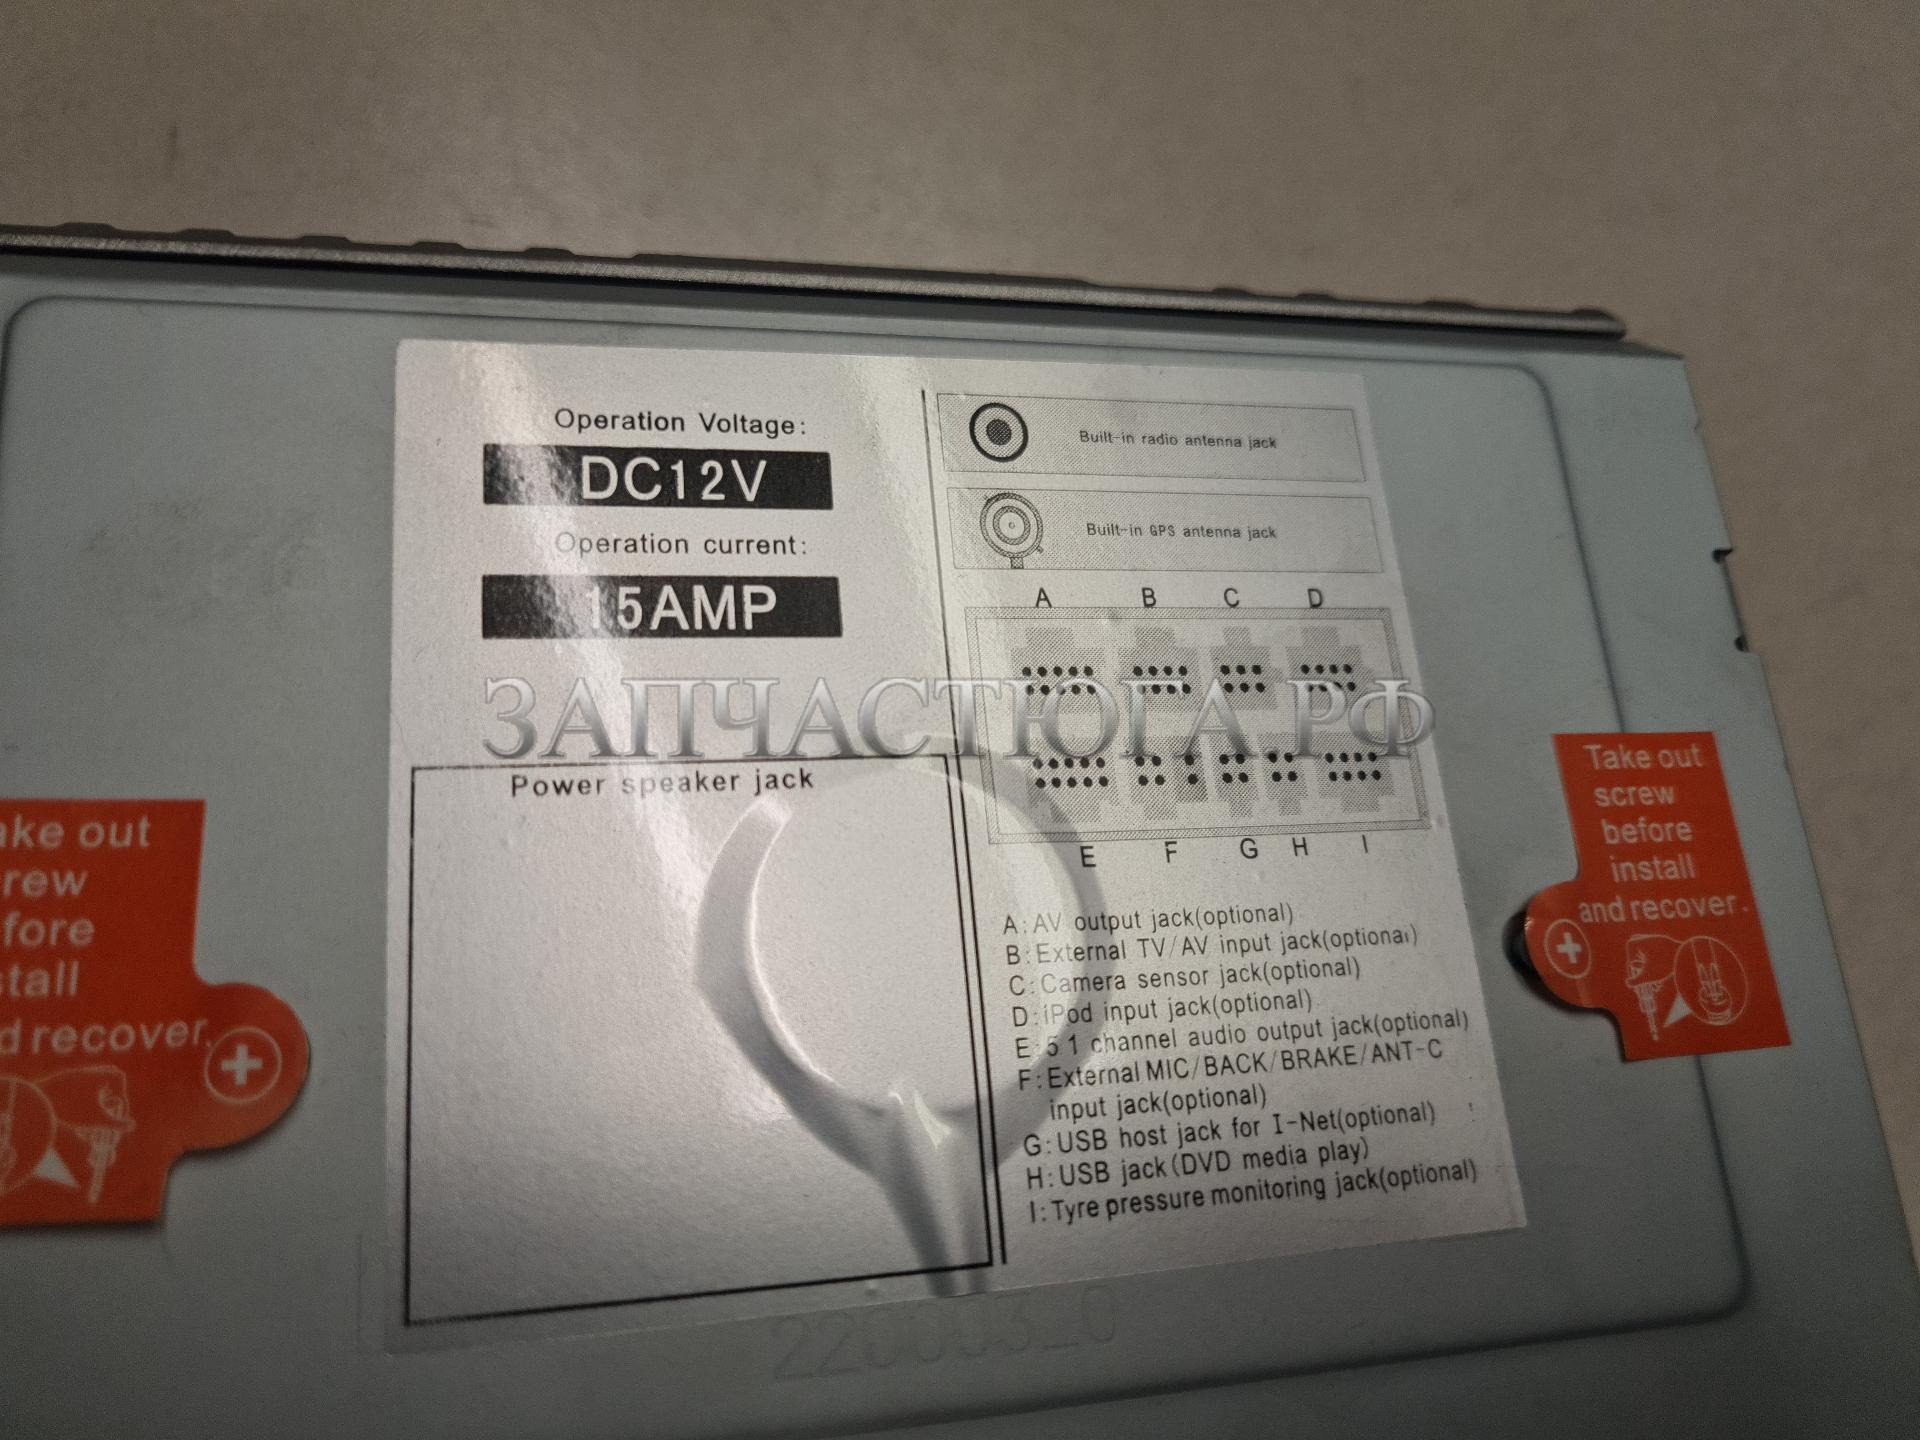 Operation Voltage:
DC12V
Operation current:
15AMP
Power speaker jack
Built-in radio antenna jack
Built-in GPS antenna jack
A B C D
E F G H I
A:AV output jack(optional)
B:External TV/AV input jack(optional)
C:Camera sensor jack(optional)
D:iPod input jack(optional)
E:5 1 channel audio output jack(optional)
F:External MIC/BACK/BRAKE/ANT-C
input jack(optional)
G:USB host jack for I-Net(optional)
H:USB jack(DVD media play)
I:Tyre pressure monitoring jack(optional)
ake out
rew
fore
stall
d recover.
Take out
screw
before
install
and recover.
ЗАПЧАСТЮГА.РФ
220003_0